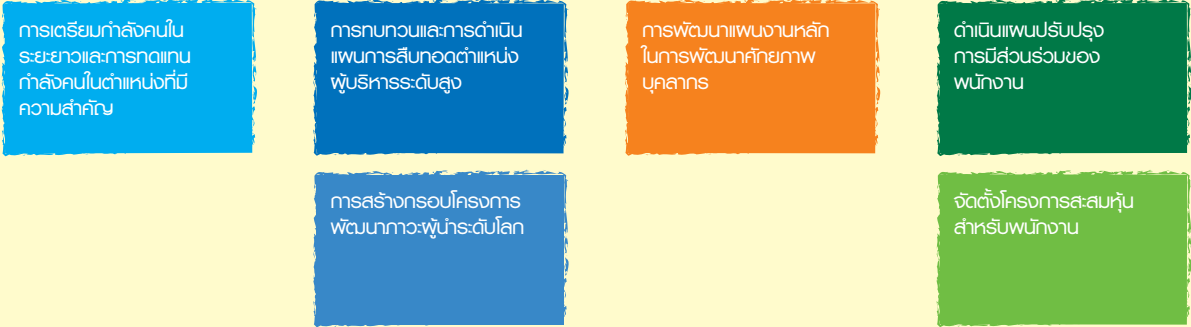 การเตรียมกำลังคนใน
ระยะยาวและการทดแทน
กำลังคนในตำแหน่งที่มี
ความสำคัญ
การทบทวนและการดำเนิน
แผนการสืบทอดตำแหน่ง
ผู้บริหารระดับสูง
การพัฒนาแผนงานหลัก
ในการพัฒนาศักยภาพ
บุคลากร
ดำเนินแผนปรับปรุง
การมีส่วนร่วมของ
พนักงาน
การสร้างกรอบโครงการ
พัฒนาภาวะผู้นำระดับโลก
จัดตั้งโครงการสะสมหุ้น
สำหรับพนักงาน